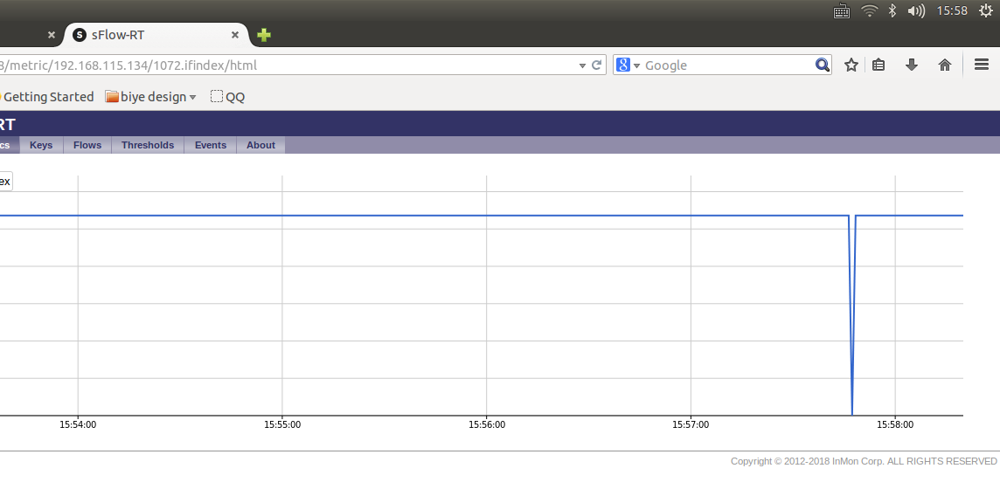 15:58
S sFlow-RT
3/metric/192.168.115.134/1072.ifindex/html
8 Google
Getting Started biye design QQ
RT
cs Keys Flows Thresholds Events About
ex
15:54:00 15:55:00 15:56:00 15:57:00 15:58:00
Copyright © 2012-2018 InMon Corp. ALL RIGHTS RESERVED